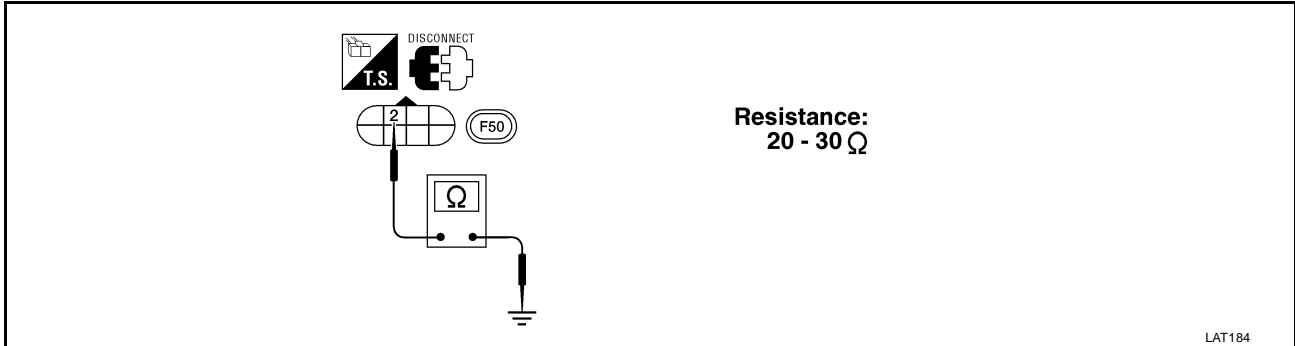 DISCONNECT
T.S.
2
F50
Ω
Resistance:
20 - 30 Ω
LAT184